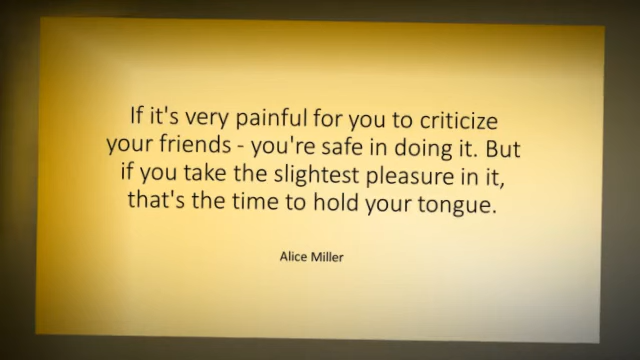 If it's very painful for you to criticize
your friends - you're safe in doing it. But
if you take the slightest pleasure in it,
that's the time to hold your tongue.
Alice Miller